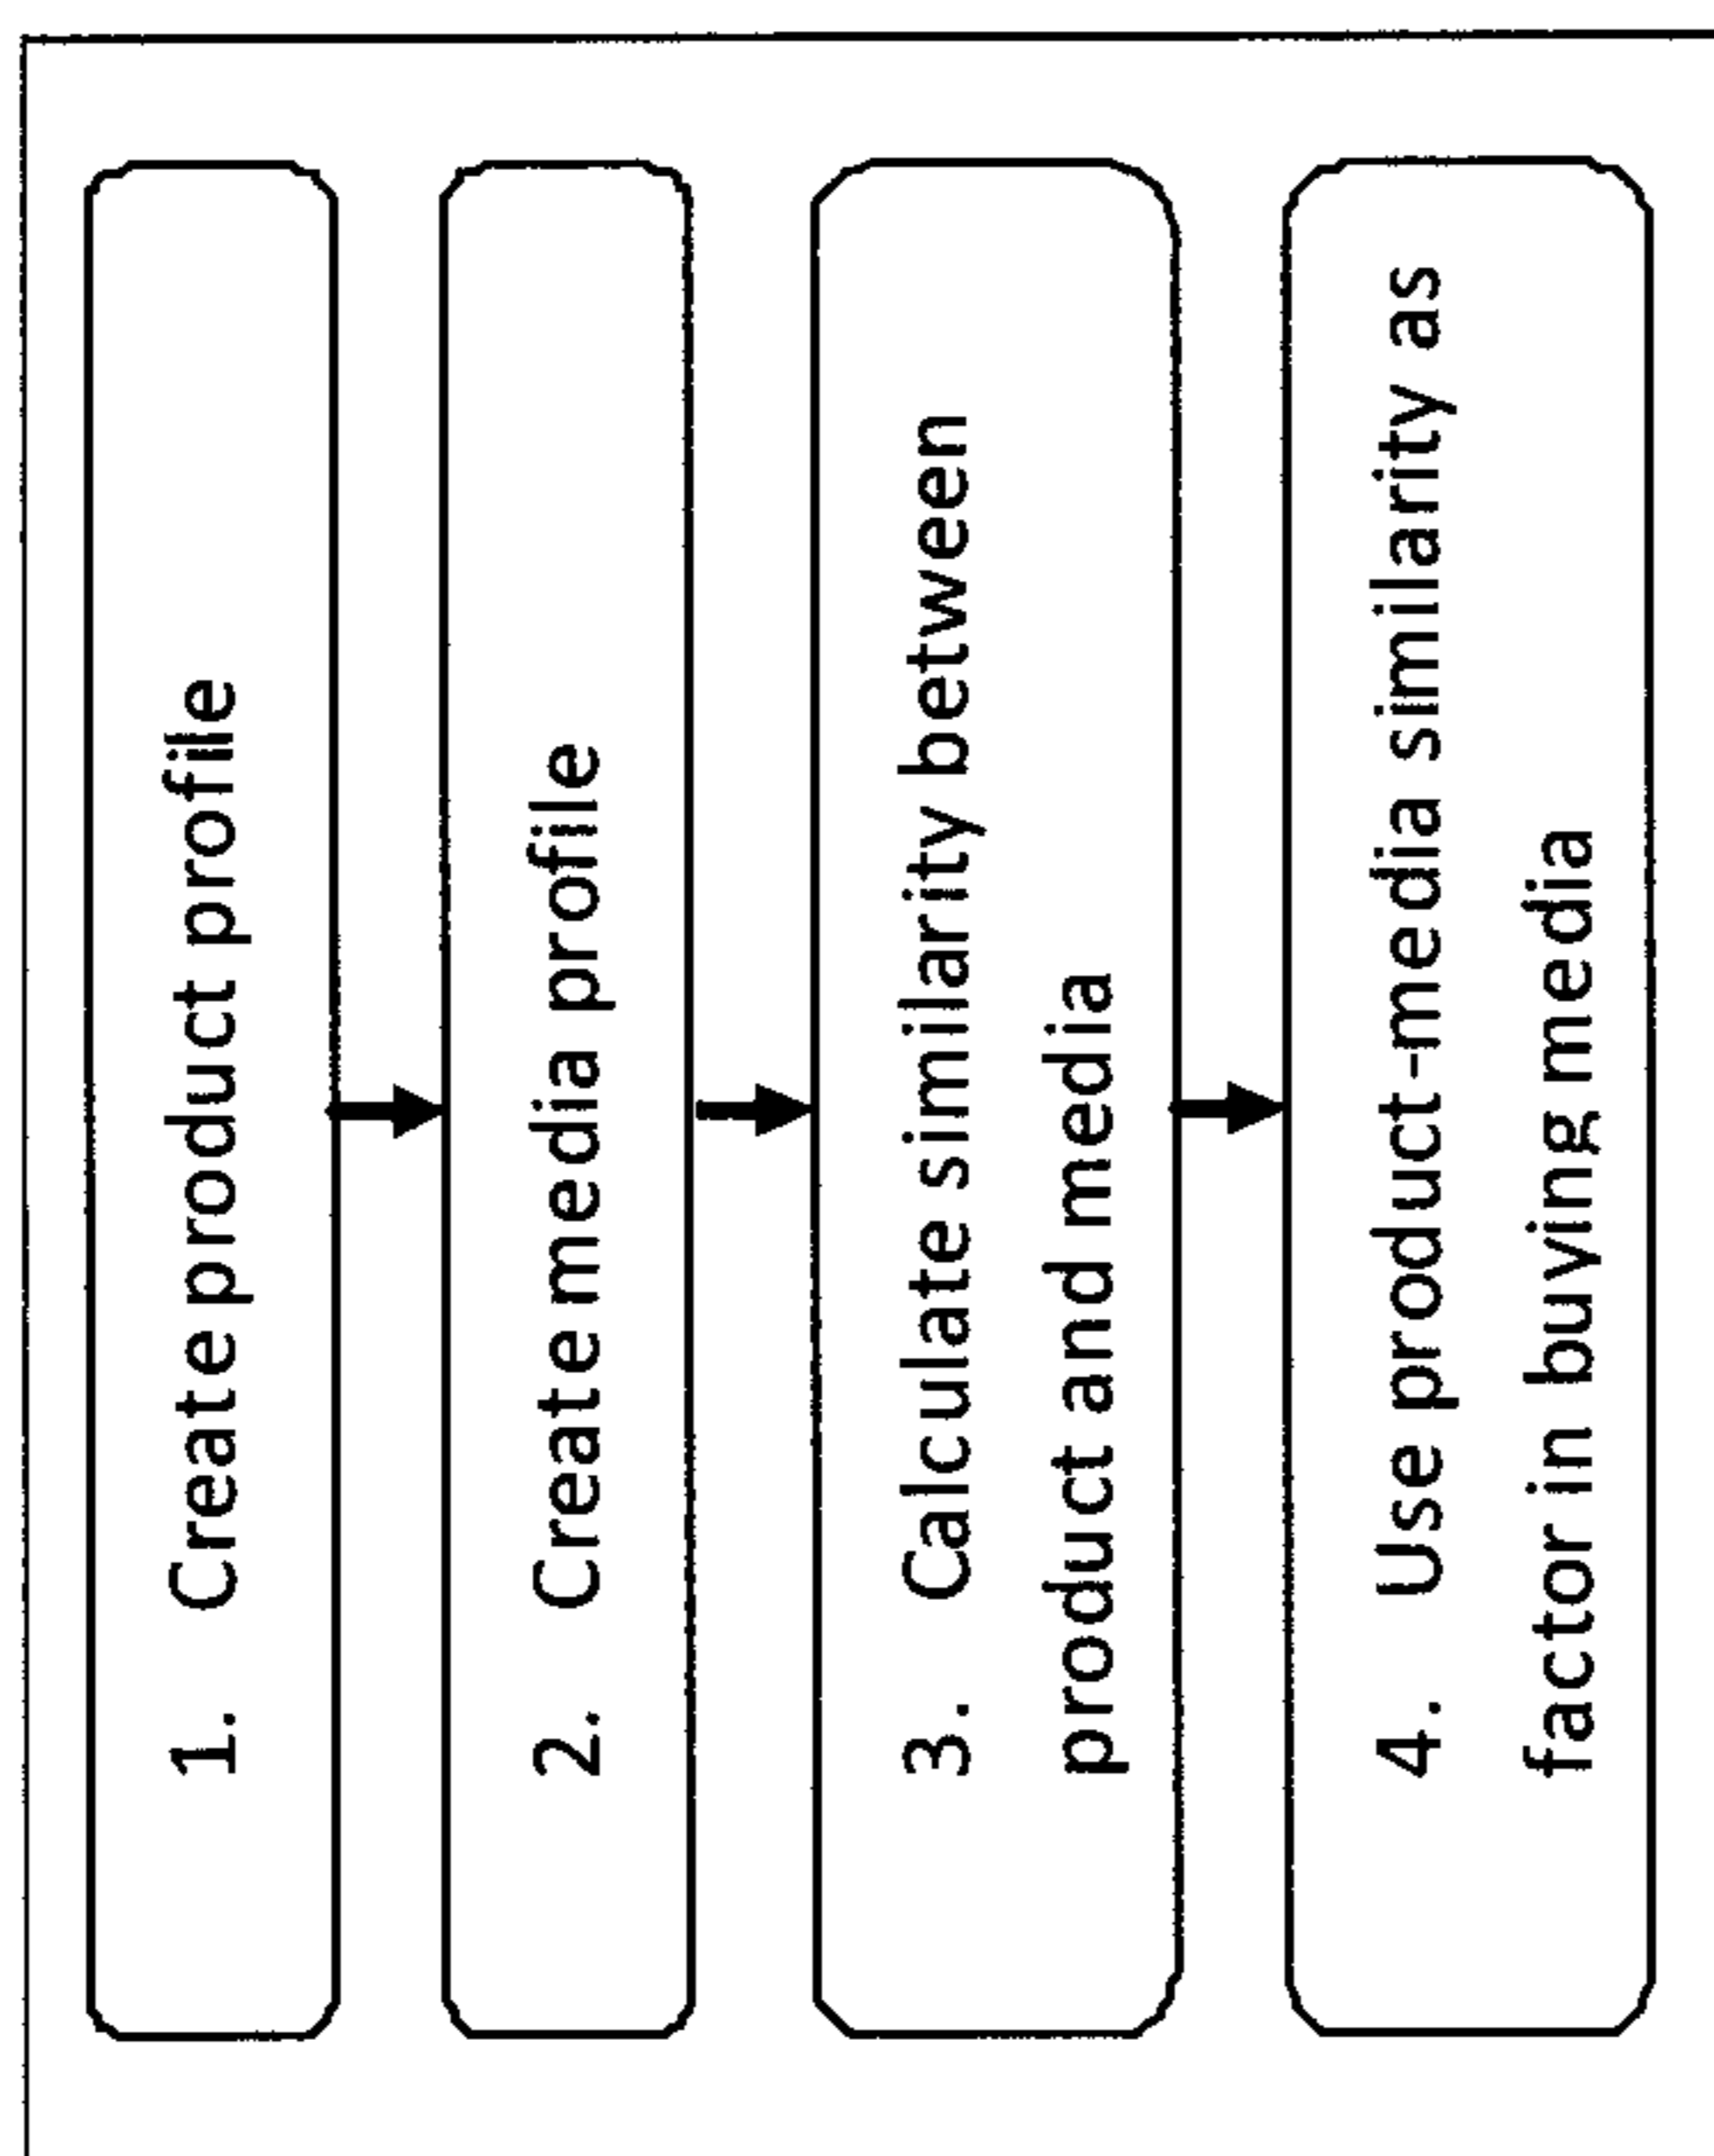 1. Create product profile
2. Create media profile
3. Calculate similarity between
product and media
4. Use product-media similarity as
factor in buying media